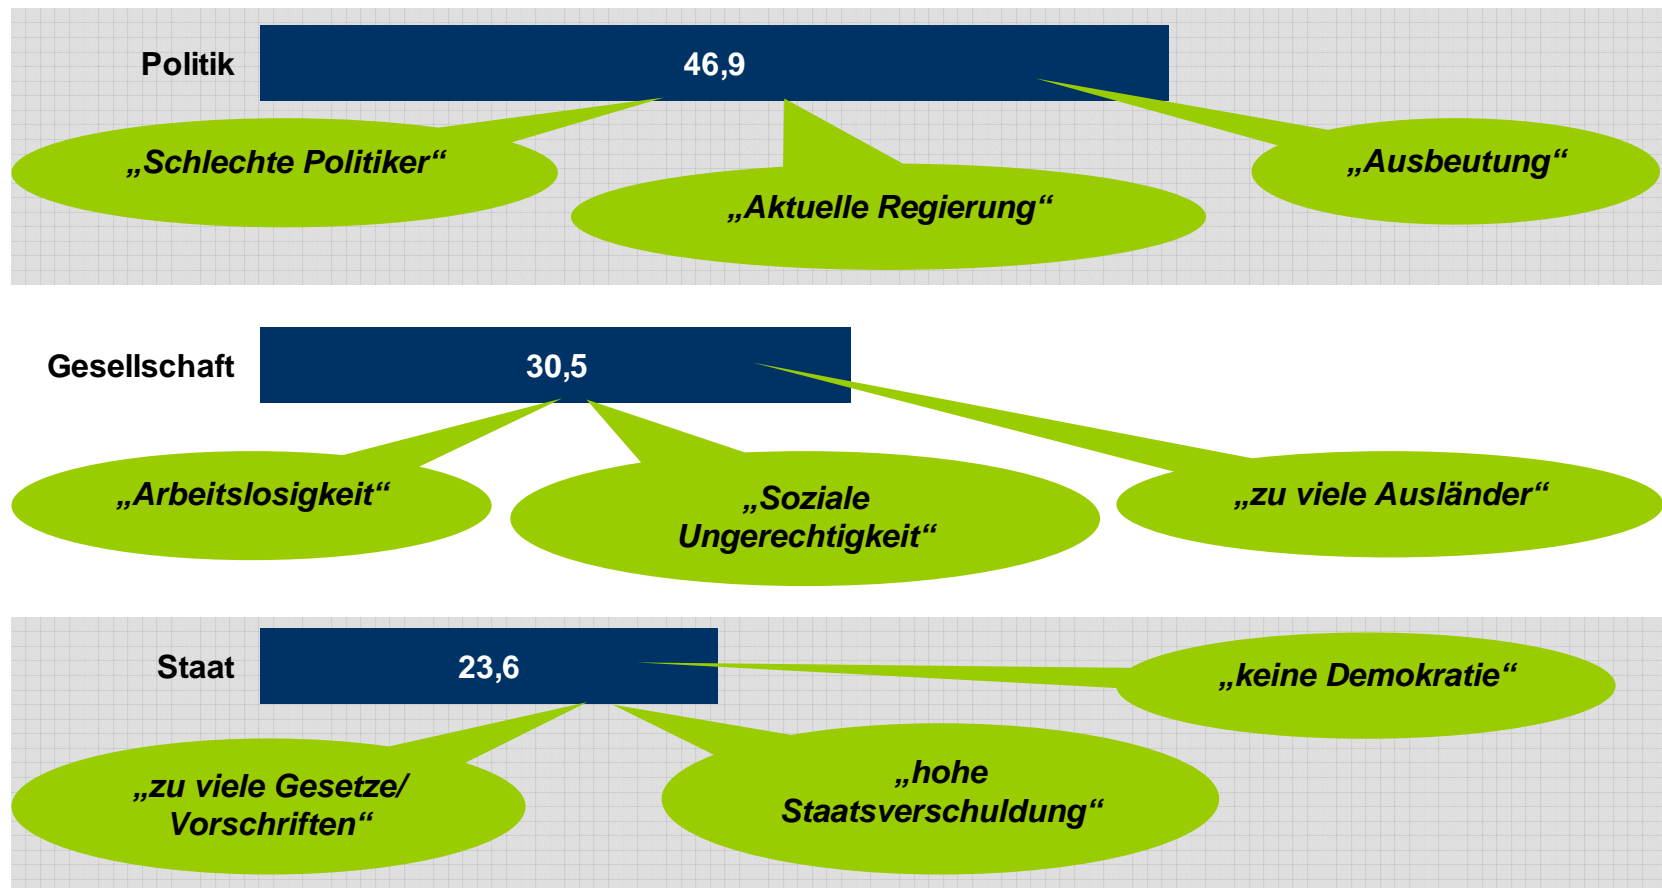 Politik
46,9
„Schlechte Politiker“
„Aktuelle Regierung“
„Ausbeutung“
Gesellschaft
30,5
„Arbeitslosigkeit“
„Soziale
Ungerechtigkeit“
„zu viele Ausländer“
Staat
23,6
„keine Demokratie“
„zu viele Gesetze/
Vorschriften“
„hohe
Staatsverschuldung“